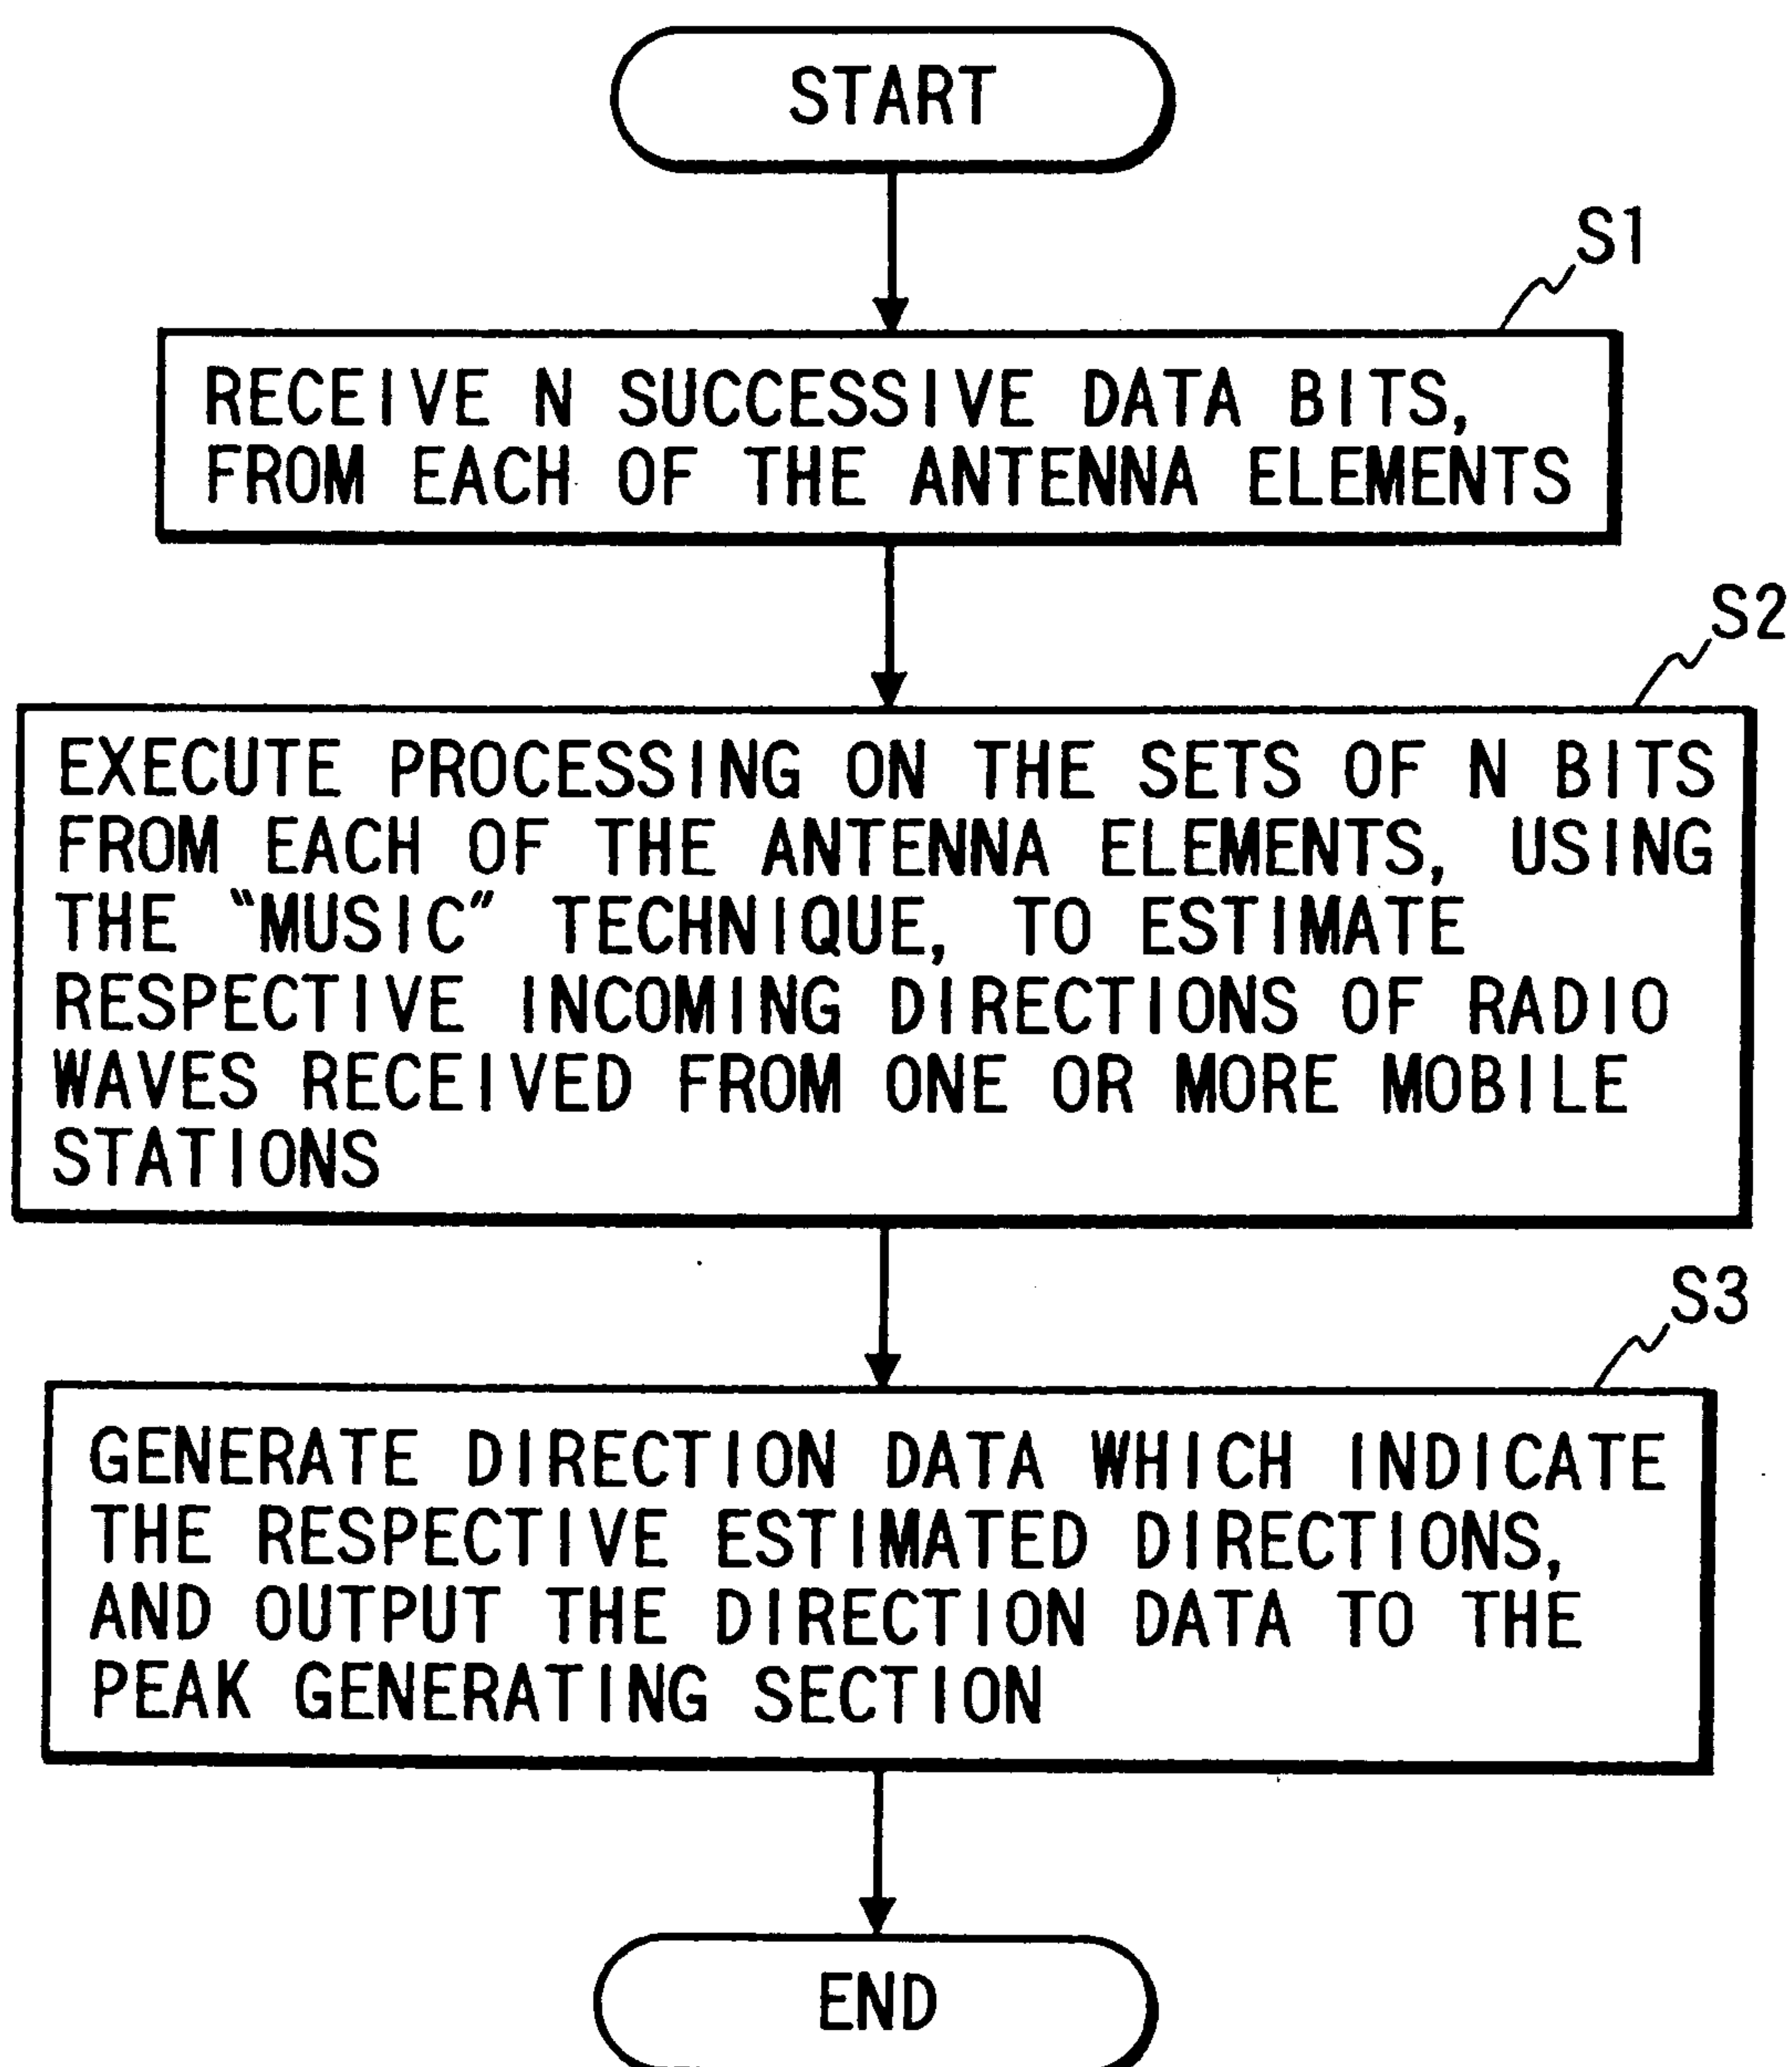 START
S1
RECEIVE N SUCCESSIVE DATA BITS,
FROM EACH OF THE ANTENNA ELEMENTS
S2
EXECUTE PROCESSING ON THE SETS OF N BITS
FROM EACH OF THE ANTENNA ELEMENTS, USING
THE "MUSIC" TECHNIQUE, TO ESTIMATE
RESPECTIVE INCOMING DIRECTIONS OF RADIO
WAVES RECEIVED FROM ONE OR MORE MOBILE
STATIONS
S3
GENERATE DIRECTION DATA WHICH INDICATE
THE RESPECTIVE ESTIMATED DIRECTIONS,
AND OUTPUT THE DIRECTION DATA TO THE
PEAK GENERATING SECTION
END